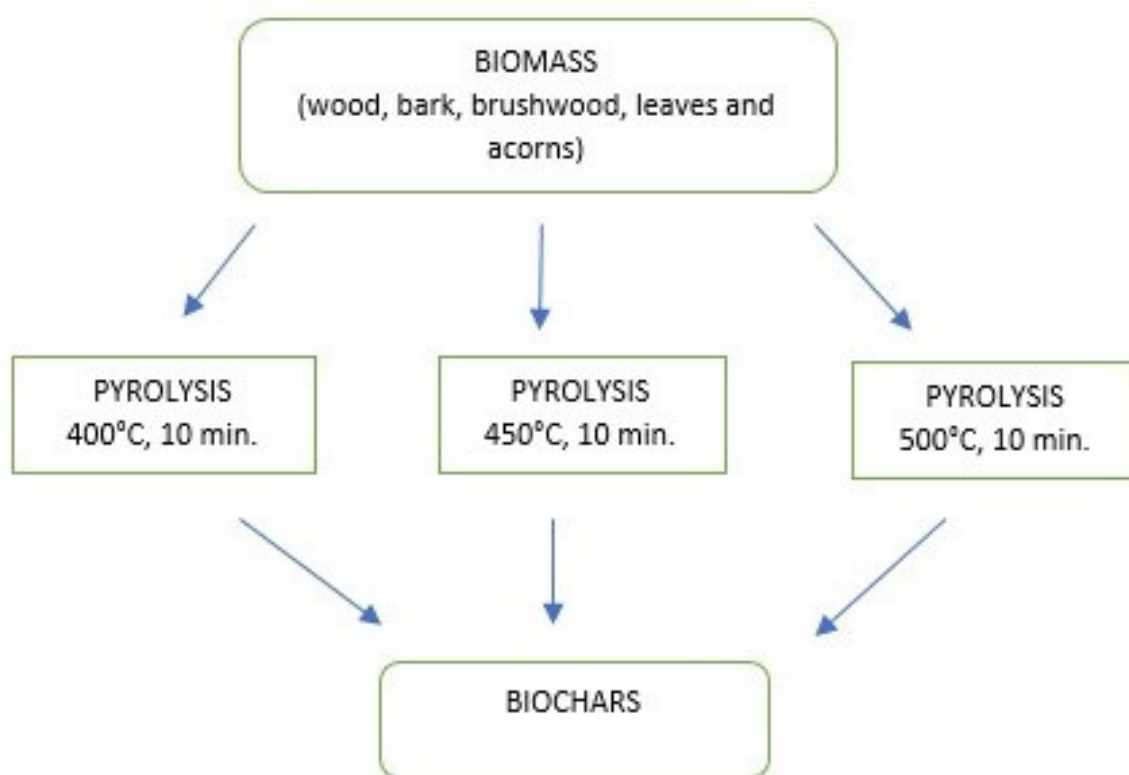 BIOMASS
(wood, bark, brushwood, leaves and
acorns)
PYROLYSIS
400°C, 10 min.
PYROLYSIS
450°C, 10 min.
PYROLYSIS
500°C, 10 min.
BIOCHARS